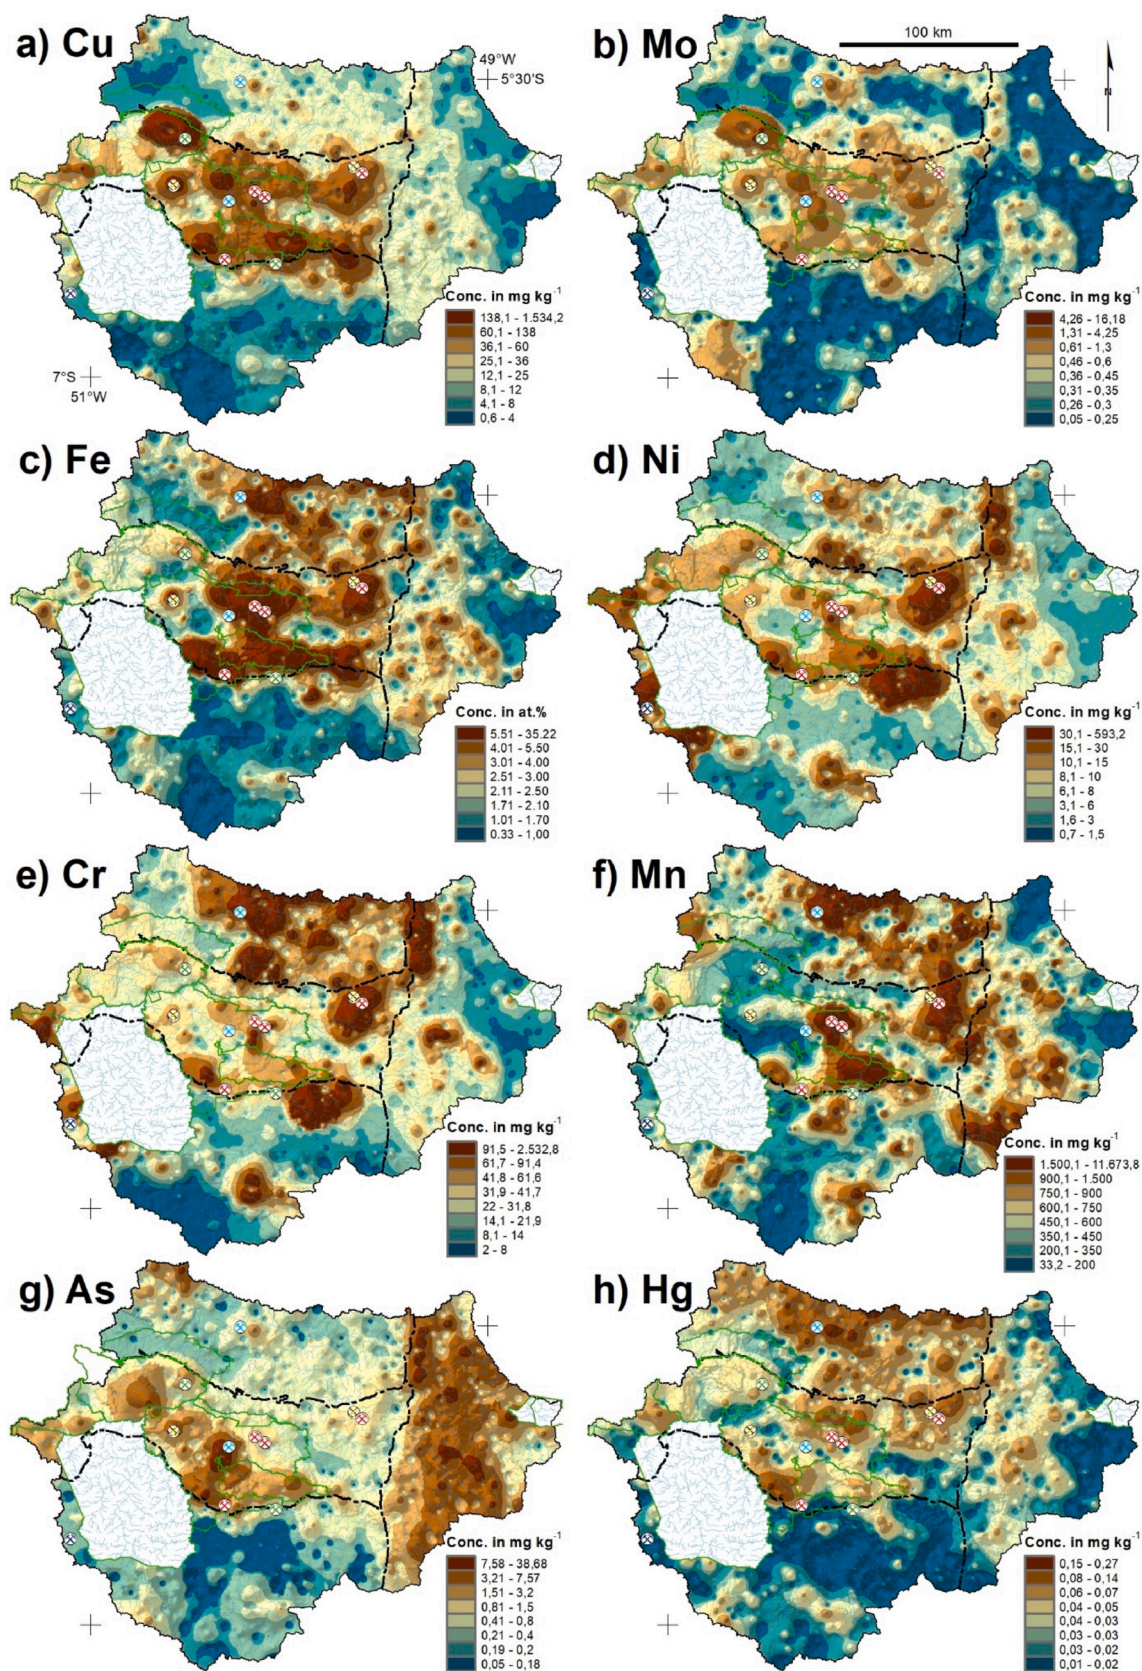 a) Cu
49°W
5°30'S
7°S
51°W
Conc. in mg kg-1
138,1 - 1.534,2
60,1 - 138
36,1 - 60
25,1 - 36
12,1 - 25
8,1 - 12
4,1 - 8
0,6 - 4
b) Mo
100 km
N
Conc. in mg kg-1
4,26 - 16,18
1,31 - 4,25
0,61 - 1,3
0,46 - 0,6
0,36 - 0,45
0,31 - 0,35
0,26 - 0,3
0,05 - 0,25
c) Fe
Conc. in at.%
5.51 - 35.22
4.01 - 5.50
3.01 - 4.00
2.51 - 3.00
2.11 - 2.50
1.71 - 2.10
1.01 - 1.70
0.33 - 1,00
d) Ni
Conc. in mg kg-1
30,1 - 593,2
15,1 - 30
10,1 - 15
8,1 - 10
6,1 - 8
3,1 - 6
1,6 - 3
0,7 - 1,5
e) Cr
Conc. in mg kg-1
91,5 - 2.532,8
61,7 - 91,4
41,8 - 61,6
31,9 - 41,7
22 - 31,8
14,1 - 21,9
8,1 - 14
2 - 8
f) Mn
Conc. in mg kg-1
1.500,1 - 11.673,8
900,1 - 1.500
750,1 - 900
600,1 - 750
450,1 - 600
350,1 - 450
200,1 - 350
33,2 - 200
g) As
Conc. in mg kg-1
7,58 - 38,68
3,21 - 7,57
1,51 - 3,2
0,81 - 1,5
0,41 - 0,8
0,21 - 0,4
0,19 - 0,2
0,05 - 0,18
h) Hg
Conc. in mg kg-1
0,15 - 0,27
0,08 - 0,14
0,06 - 0,07
0,04 - 0,05
0,04 - 0,03
0,03 - 0,03
0,03 - 0,02
0,01 - 0,02